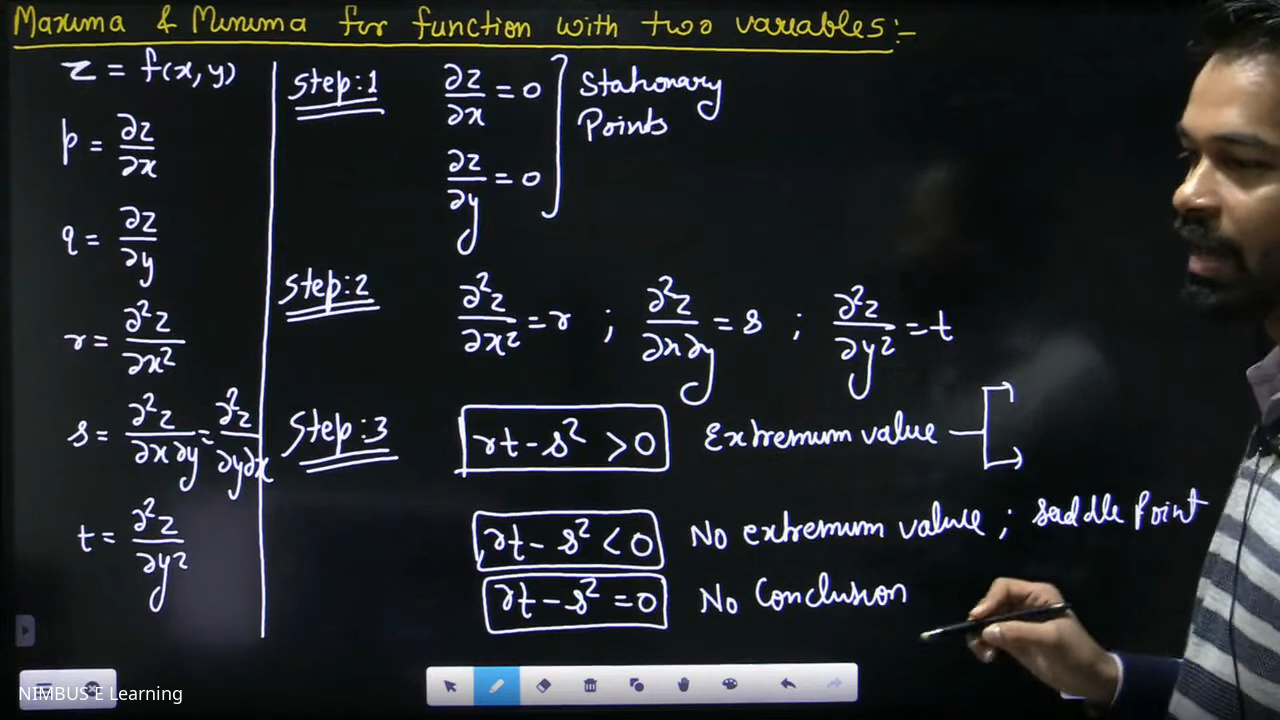 Maxima & Minima for function with two variables:-
z = f(x, y)
p = ∂z/∂x
q = ∂z/∂y
r = ∂²z/∂x²
s = ∂²z/∂x∂y = ∂²z/∂y∂x
t = ∂²z/∂y²
Step:1
∂z/∂x = 0
∂z/∂y = 0
Stationary
Points
Step:2
∂²z/∂x² = r ; ∂²z/∂x∂y = s ; ∂²z/∂y² = t
Step:3
rt - s² > 0 Extremum value
rt - s² < 0 No extremum value ; saddle Point
rt - s² = 0 No Conclusion
NIMBUS E Learning